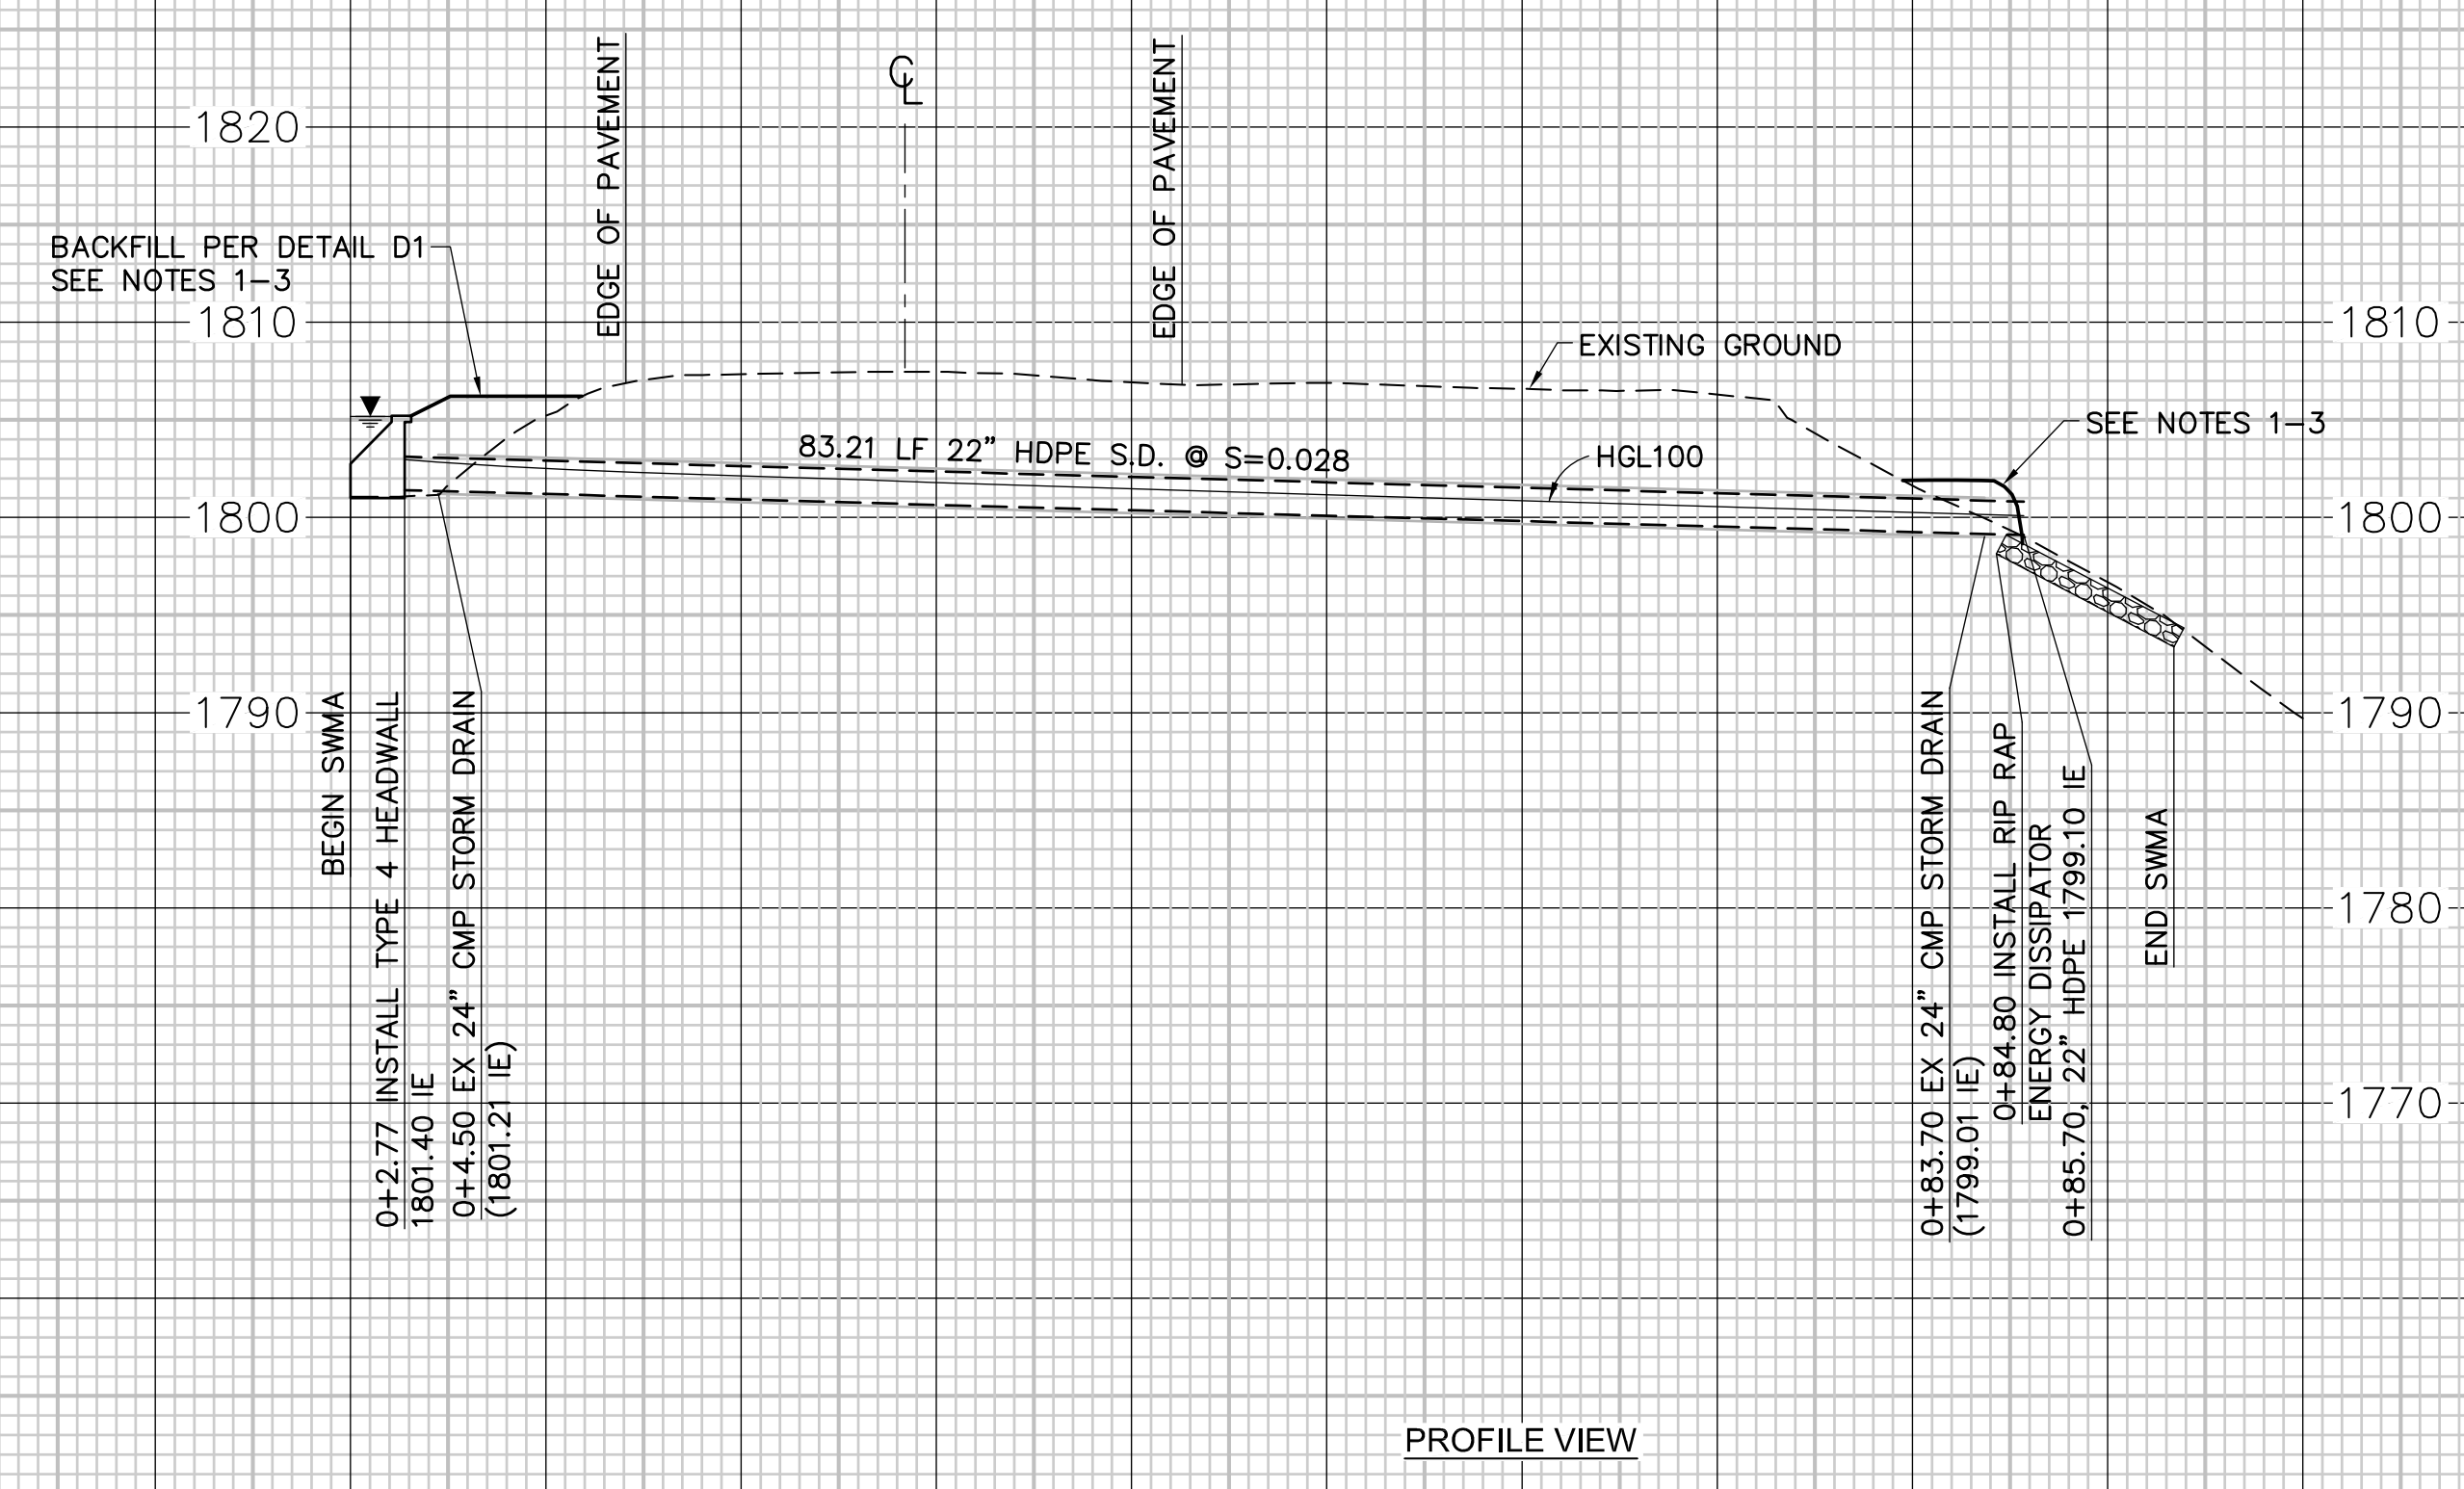 EDGE OF PAVEMENT
CL
EDGE OF PAVEMENT
1820
BACKFILL PER DETAIL D1
SEE NOTES 1-3
1810
EXISTING GROUND
1810
SEE NOTES 1-3
83.21 LF 22" HDPE S.D. @ S=0.028
HGL100
1800
1800
1790
1790
BEGIN SWMA
0+2.77 INSTALL TYPE 4 HEADWALL
1801.40 IE
0+4.50 EX 24" CMP STORM DRAIN
(1801.21 IE)
0+83.70 EX 24" CMP STORM DRAIN
(1799.01 IE)
0+84.80 INSTALL RIP RAP
ENERGY DISSIPATOR
0+85.70, 22" HDPE 1799.10 IE
END SWMA
1780
1770
PROFILE VIEW